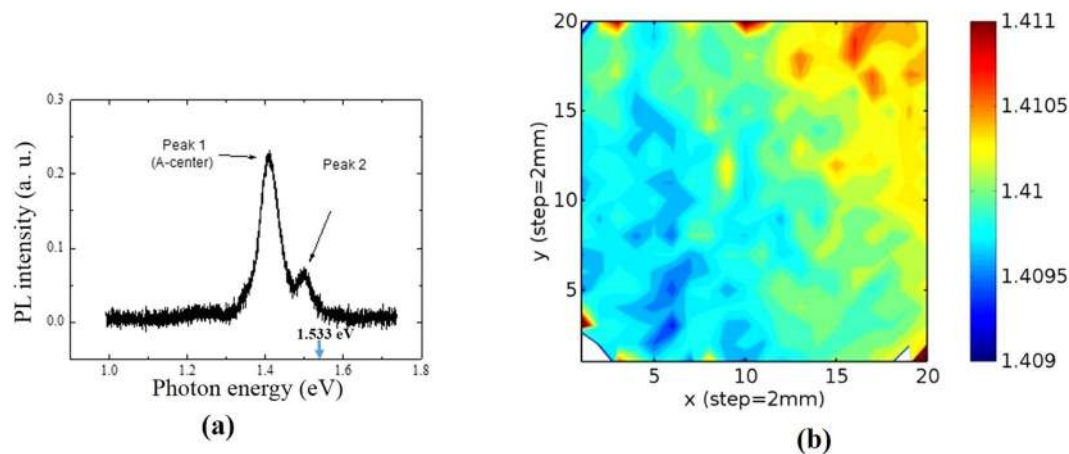 0.3
0.2
0.1
0.0
PL intensity (a. u.)
Peak 1
(A-center)
Peak 2
1.533 eV
1.0 1.2 1.4 1.6 1.8
Photon energy (eV)
(a)
20
15
10
5
y (step=2mm)
5 10 15 20
x (step=2mm)
1.411
1.4105
1.41
1.4095
1.409
(b)